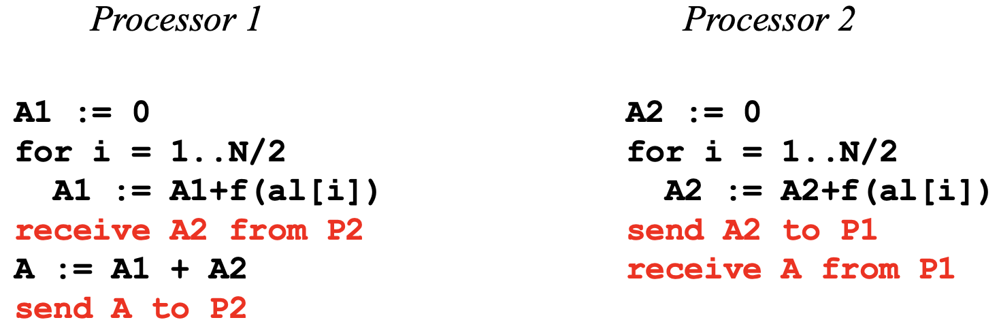 Processor 1
A1 := 0
for i = 1..N/2
  A1 := A1+f(al[i])
receive A2 from P2
A := A1 + A2
send A to P2
Processor 2
A2 := 0
for i = 1..N/2
  A2 := A2+f(al[i])
send A2 to P1
receive A from P1